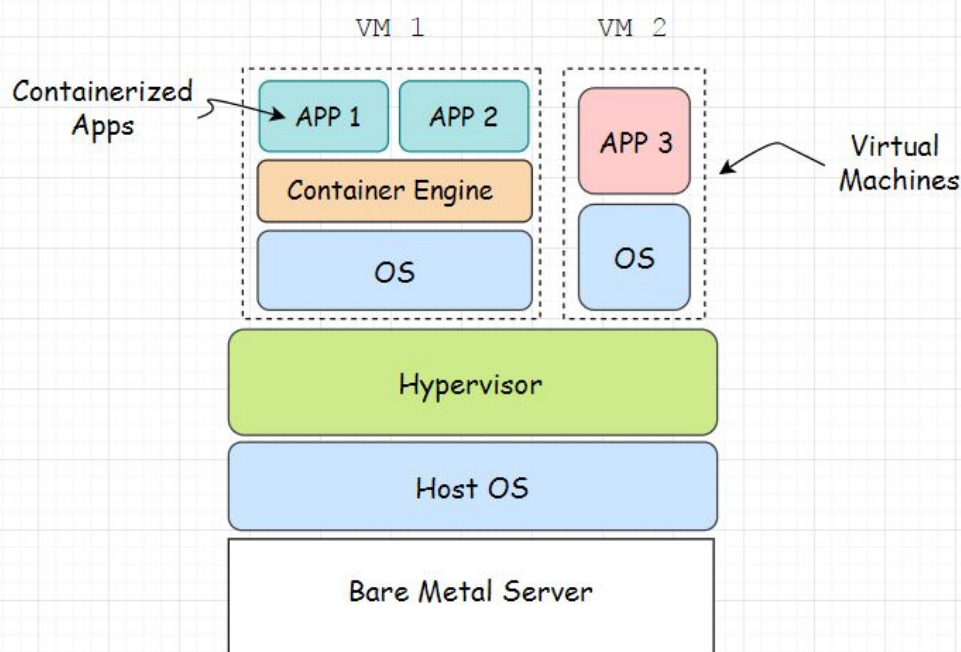 VM 1
VM 2
Containerized
Apps
APP 1
APP 2
APP 3
Virtual
Machines
Container Engine
OS
OS
Hypervisor
Host OS
Bare Metal Server